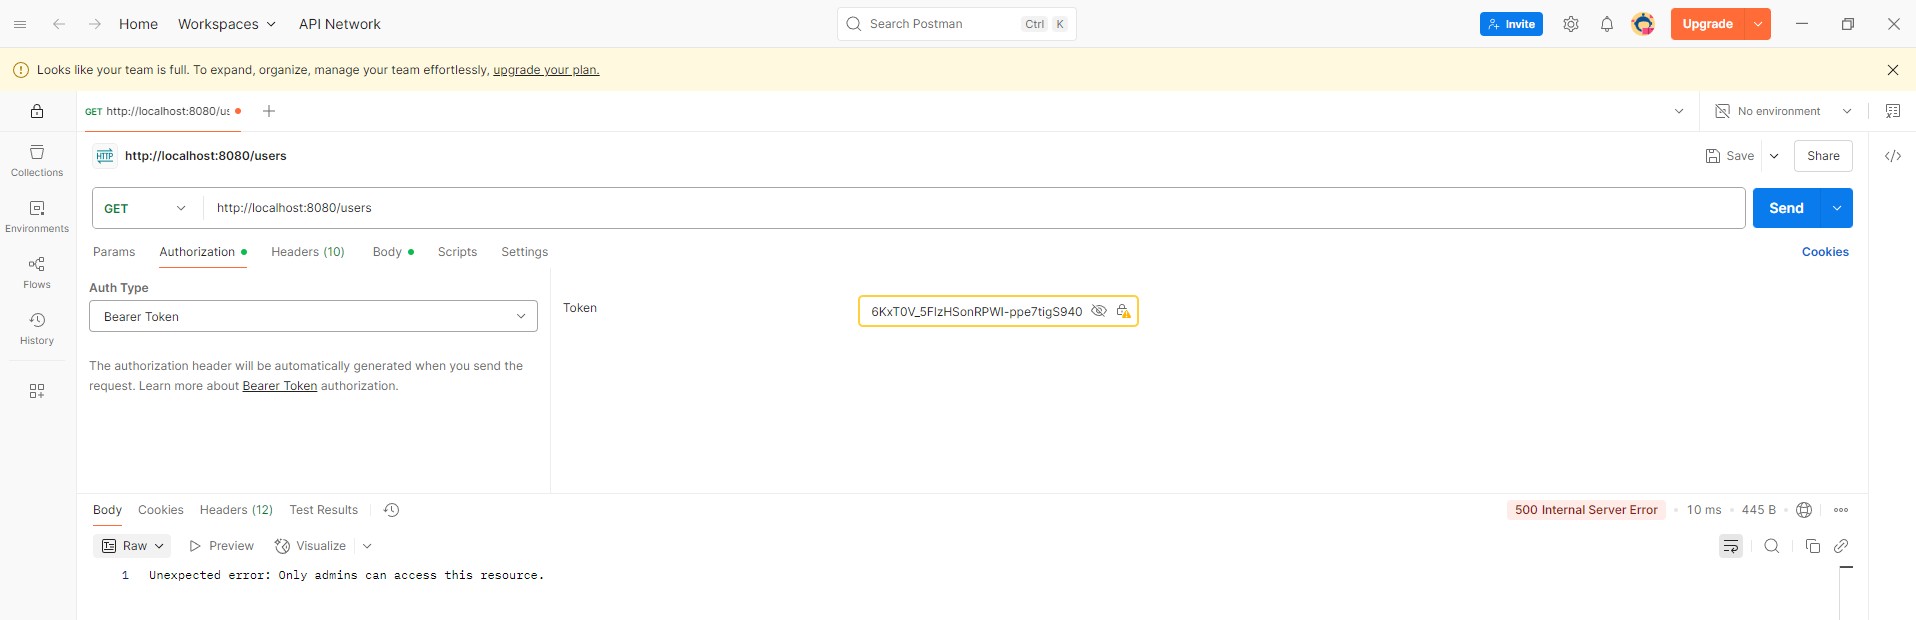 Home Workspaces API Network Search Postman Ctrl K Invite Upgrade
Looks like your team is full. To expand, organize, manage your team effortlessly, upgrade your plan.
GET http://localhost:8080/us No environment
HTTP http://localhost:8080/users Save Share
Collections
GET http://localhost:8080/users Send
Environments
Params Authorization Headers (10) Body Scripts Settings Cookies
Flows
History
Auth Type
Bearer Token
The authorization header will be automatically generated when you send the
request. Learn more about Bearer Token authorization.
Token 6KxT0V_5FIzHSonRPWI-ppe7tigS940
Body Cookies Headers (12) Test Results 500 Internal Server Error 10 ms 445 B
Raw Preview Visualize
1 Unexpected error: Only admins can access this resource.